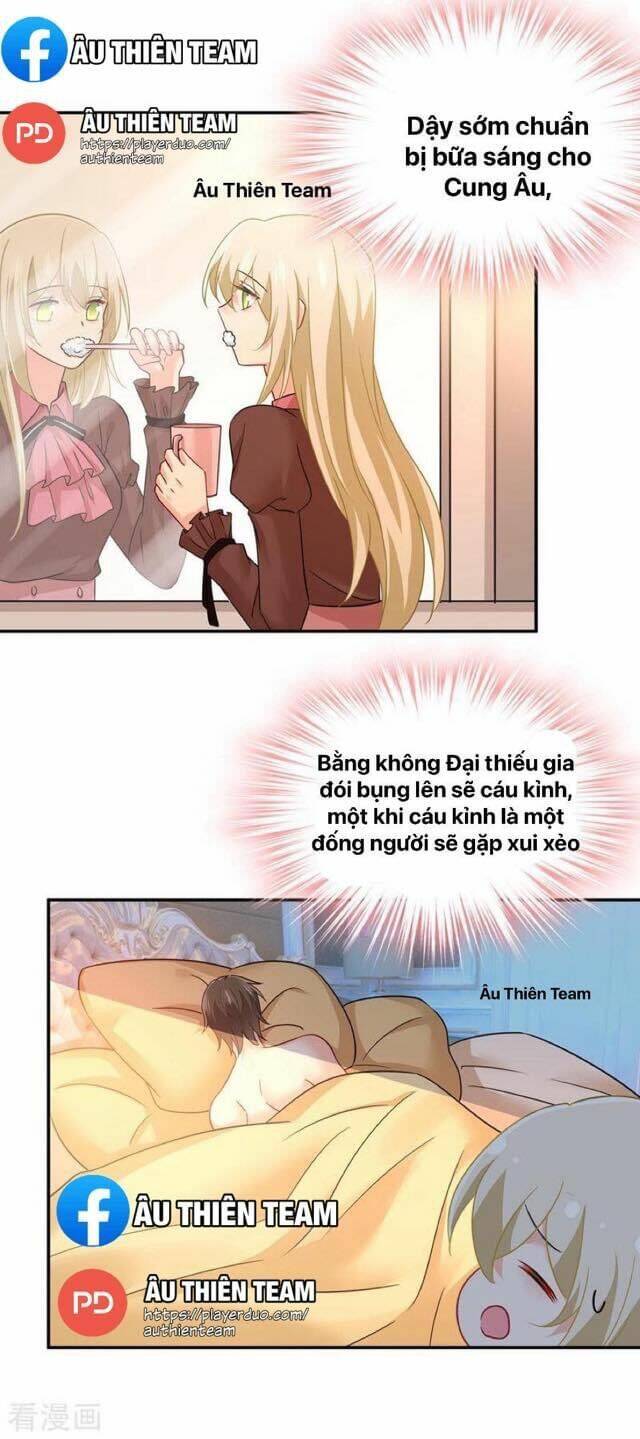 ÂU THIÊN TEAM
PD
ÂU THIÊN TEAM
https://playerduo.com/
authienteam
Âu Thiên Team
Dậy sớm chuẩn
bị bữa sáng cho
Cung Âu,
Bằng không Đại thiếu gia
đói bụng lên sẽ cáu kỉnh,
một khi cáu kỉnh là một
đống người sẽ gặp xui xẻo
Âu Thiên Team
ÂU THIÊN TEAM
PD
ÂU THIÊN TEAM
https://playerduo.com/
authienteam
看漫画